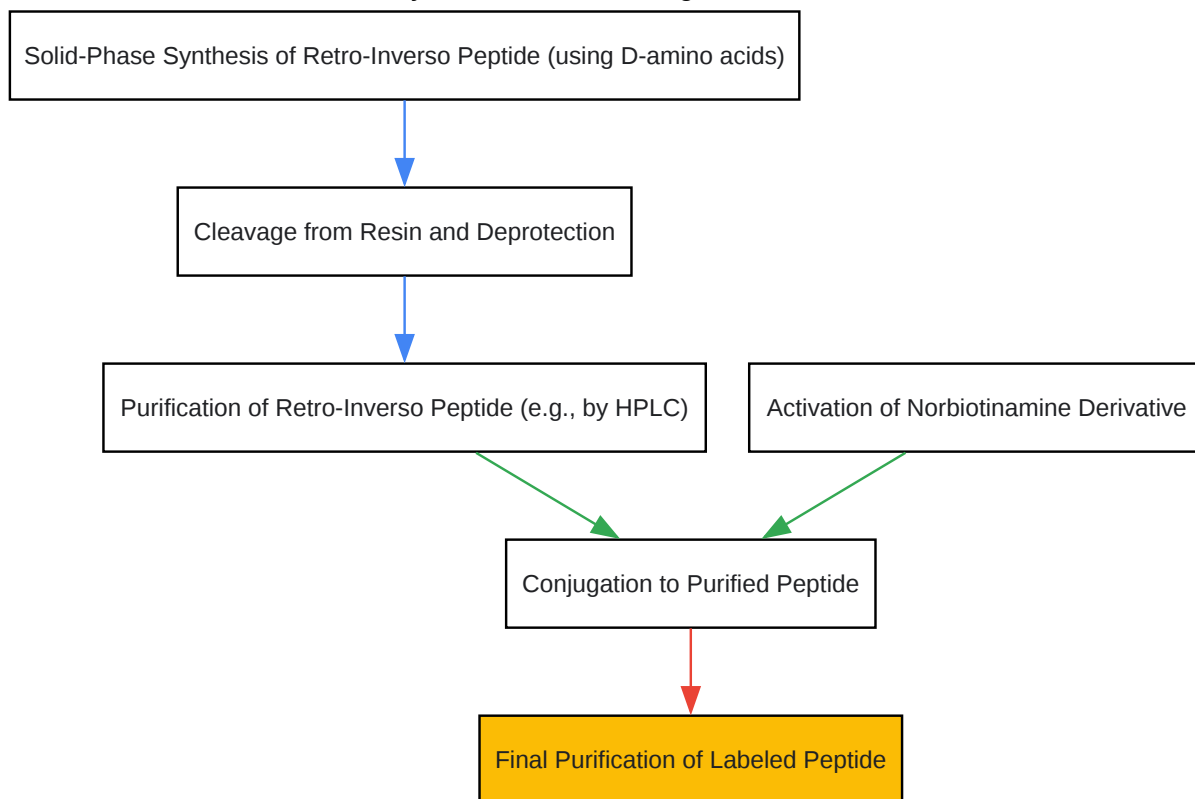 Solid-Phase Synthesis of Retro-Inverso Peptide (using D-amino acids)
Cleavage from Resin and Deprotection
Purification of Retro-Inverso Peptide (e.g., by HPLC)
Activation of Norbiotinamine Derivative
Conjugation to Purified Peptide
Final Purification of Labeled Peptide